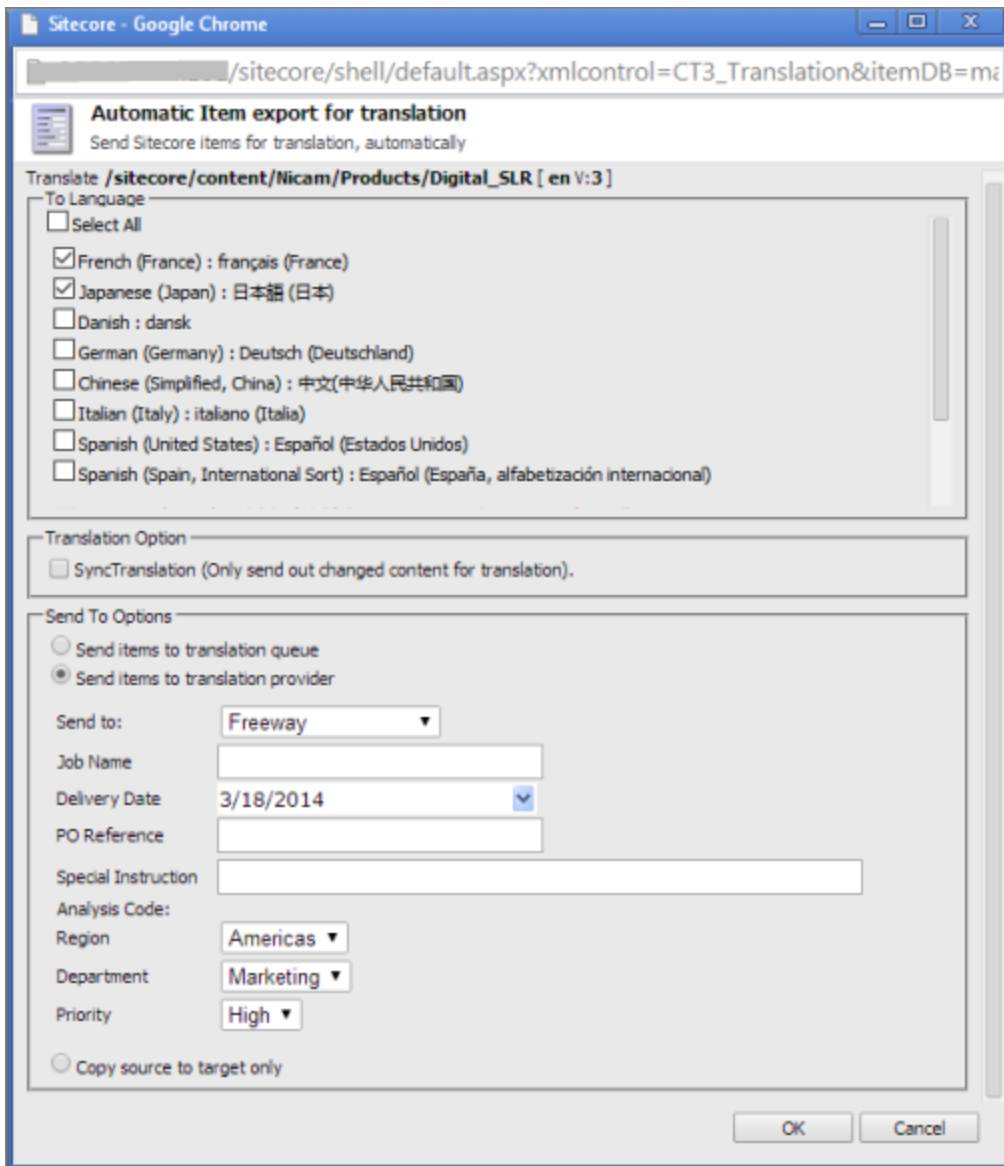 Sitecore - Google Chrome
/sitecore/shell/default.aspx?xmlcontrol=CT3_Translation&itemDB=ma
Automatic Item export for translation
Send Sitecore items for translation, automatically
Translate /sitecore/content/Nicam/Products/Digital_SLR [ en V:3 ]
To Language
Select All
French (France) : français (France)
Japanese (Japan) : 日本語 (日本)
Danish : dansk
German (Germany) : Deutsch (Deutschland)
Chinese (Simplified, China) : 中文(中华人民共和国)
Italian (Italy) : italiano (Italia)
Spanish (United States) : Español (Estados Unidos)
Spanish (Spain, International Sort) : Español (España, alfabetización internacional)
Translation Option
SyncTranslation (Only send out changed content for translation).
Send To Options
Send items to translation queue
Send items to translation provider
Send to: Freeway
Job Name
Delivery Date 3/18/2014
PO Reference
Special Instruction
Analysis Code:
Region Americas
Department Marketing
Priority High
Copy source to target only
OK Cancel